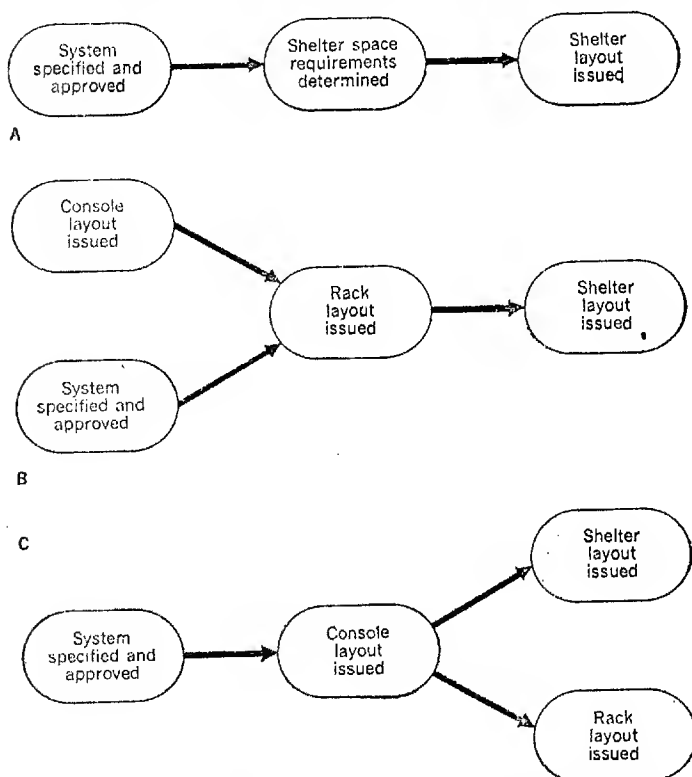 System
specified and
approved
Shelter space
requirements
determined
Shelter
layout
issued
A
Console
layout
issued
Rack
layout
issued
Shelter
layout
issued
System
specified and
approved
B
C
Shelter
layout
issued
System
specified and
approved
Console
layout
issued
Rack
layout
issued